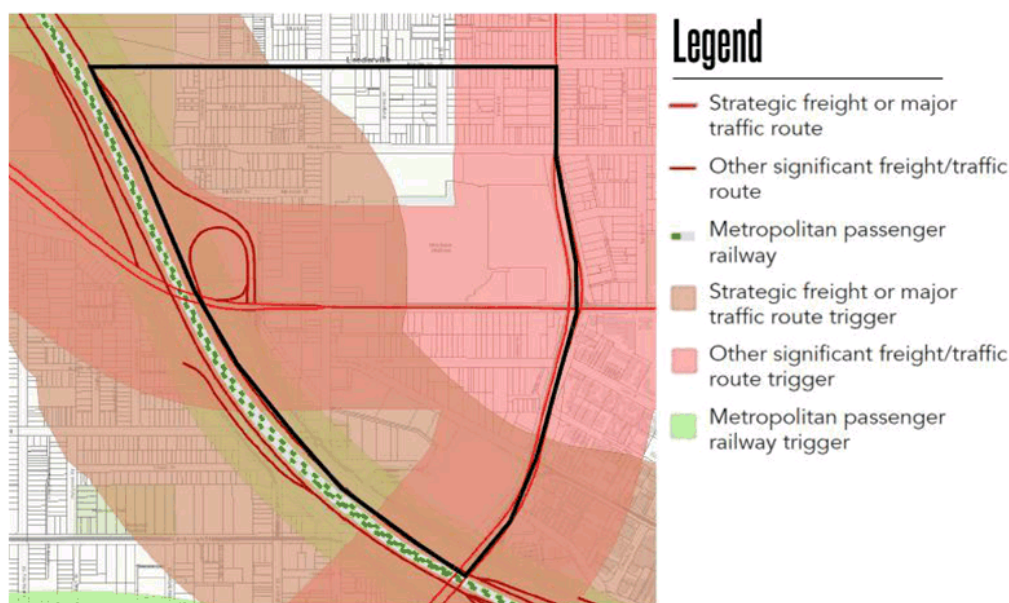 Leederville
Legend
Strategic freight or major
traffic route
Other significant freight/traffic
route
Metropolitan passenger
railway
Strategic freight or major
traffic route trigger
Other significant freight/traffic
route trigger
Metropolitan passenger
railway trigger